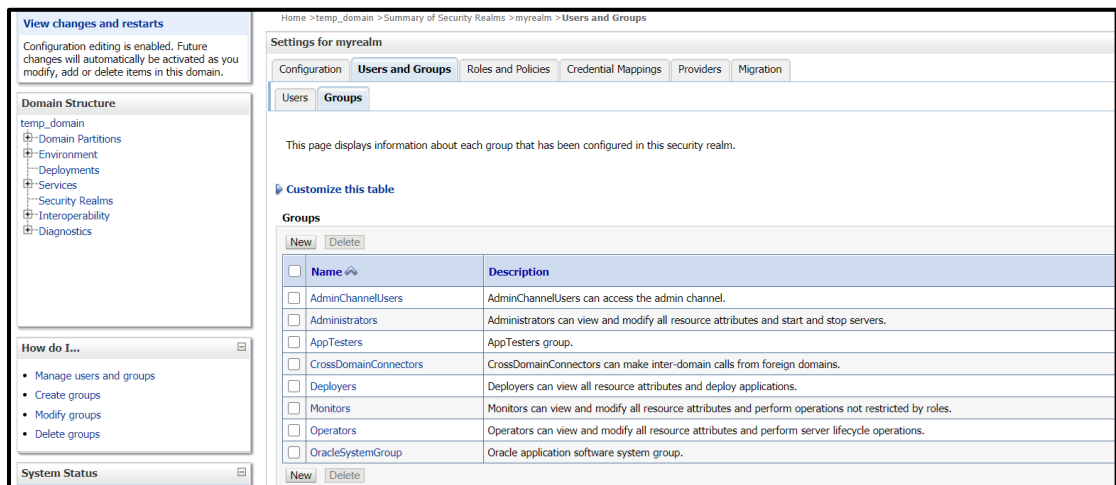 View changes and restarts
Configuration editing is enabled. Future
changes will automatically be activated as you
modify, add or delete items in this domain.
Domain Structure
temp_domain
Domain Partitions
Environment
Deployments
Services
Security Realms
Interoperability
Diagnostics
How do I...
Manage users and groups
Create groups
Modify groups
Delete groups
System Status
Home >temp_domain >Summary of Security Realms >myrealm >Users and Groups
Settings for myrealm
Configuration Users and Groups Roles and Policies Credential Mappings Providers Migration
Users Groups
This page displays information about each group that has been configured in this security realm.
Customize this table
Groups
New Delete
Name Description
AdminChannelUsers AdminChannelUsers can access the admin channel.
Administrators Administrators can view and modify all resource attributes and start and stop servers.
AppTesters AppTesters group.
CrossDomainConnectors CrossDomainConnectors can make inter-domain calls from foreign domains.
Deployers Deployers can view all resource attributes and deploy applications.
Monitors Monitors can view and modify all resource attributes and perform operations not restricted by roles.
Operators Operators can view and modify all resource attributes and perform server lifecycle operations.
OracleSystemGroup Oracle application software system group.
New Delete